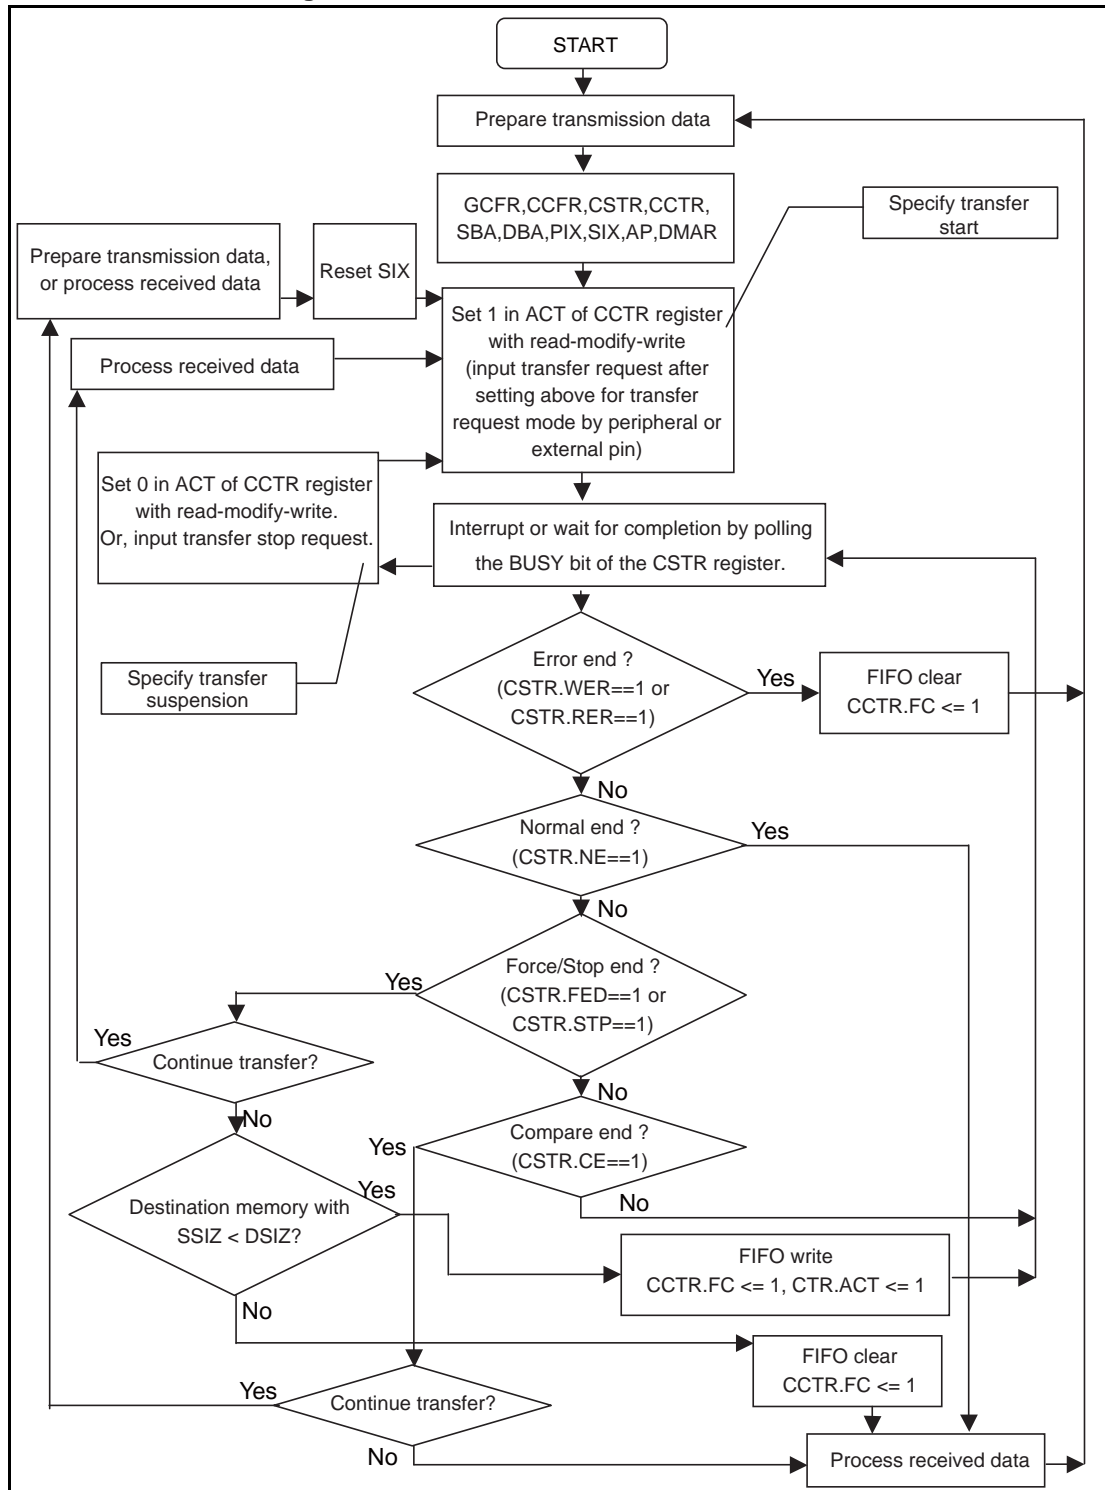 START
Prepare transmission data
GCFR,CCFR,CSTR,CCTR,
SBA,DBA,PIX,SIX,AP,DMAR
Specify transfer
start
Prepare transmission data,
or process received data
Reset SIX
Set 1 in ACT of CCTR register
with read-modify-write
(input transfer request after
setting above for transfer
request mode by peripheral or
external pin)
Process received data
Set 0 in ACT of CCTR register
with read-modify-write.
Or, input transfer stop request.
Interrupt or wait for completion by polling
the BUSY bit of the CSTR register.
Specify transfer
suspension
Error end ?
(CSTR.WER==1 or
CSTR.RER==1)
Yes
FIFO clear
CCTR.FC <= 1
No
Normal end ?
(CSTR.NE==1)
Yes
No
Force/Stop end ?
(CSTR.FED==1 or
CSTR.STP==1)
Yes
Yes
Continue transfer?
No
No
Compare end ?
(CSTR.CE==1)
Yes
No
Destination memory with
SSIZ < DSIZ?
Yes
FIFO write
CCTR.FC <= 1, CTR.ACT <= 1
No
FIFO clear
CCTR.FC <= 1
Continue transfer?
Yes
No
Process received data